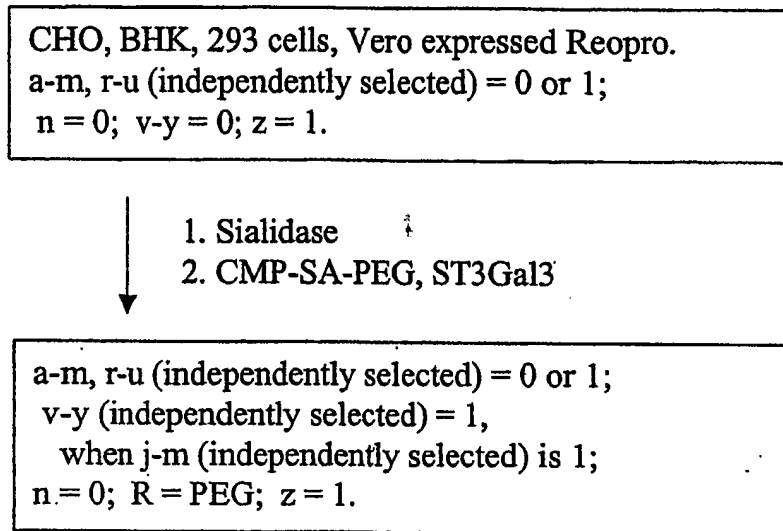 CHO, BHK, 293 cells, Vero expressed Reopro.
a-m, r-u (independently selected) = 0 or 1;
n = 0; v-y = 0; z = 1.
1. Sialidase
2. CMP-SA-PEG, ST3Gal3
a-m, r-u (independently selected) = 0 or 1;
v-y (independently selected) = 1,
when j-m (independently selected) is 1;
n = 0; R = PEG; z = 1.